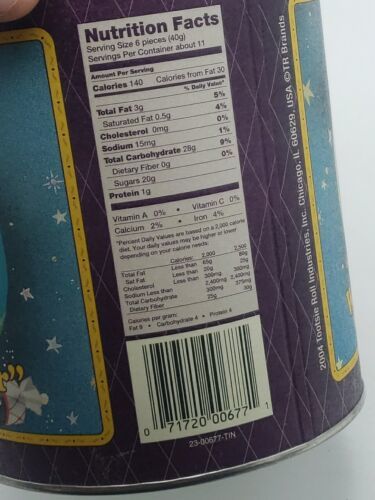 Nutrition Facts
Serving Size 6 pieces (40g)
Servings Per Container about 11
Amount Per Serving
Calories 140 Calories from Fat 30
% Daily Value*
Total Fat 3g 5%
Saturated Fat 0.5g 4%
Cholesterol 0mg 0%
Sodium 15mg 1%
Total Carbohydrate 28g 9%
Dietary Fiber 0g 0%
Sugars 20g
Protein 1g
Vitamin A 0% • Vitamin C 0%
Calcium 2% • Iron 4%
*Percent Daily Values are based on a 2,000 calorie
diet. Your daily values may be higher or lower
depending on your calorie needs:
Calories: 2,000 2,500
Total Fat Less than 65g 80g
Sat Fat Less than 20g 25g
Cholesterol Less than 300mg 300mg
Sodium Less than 2,400mg 2,400mg
Total Carbohydrate 300mg 375mg
Dietary Fiber 25g 30g
Calories per gram:
Fat 9 • Carbohydrate 4 • Protein 4
0 71720 00677 1
23-00677-TIN
2004 Tootsie Roll Industries, Inc. Chicago, IL 60629, USA ©TR Brands